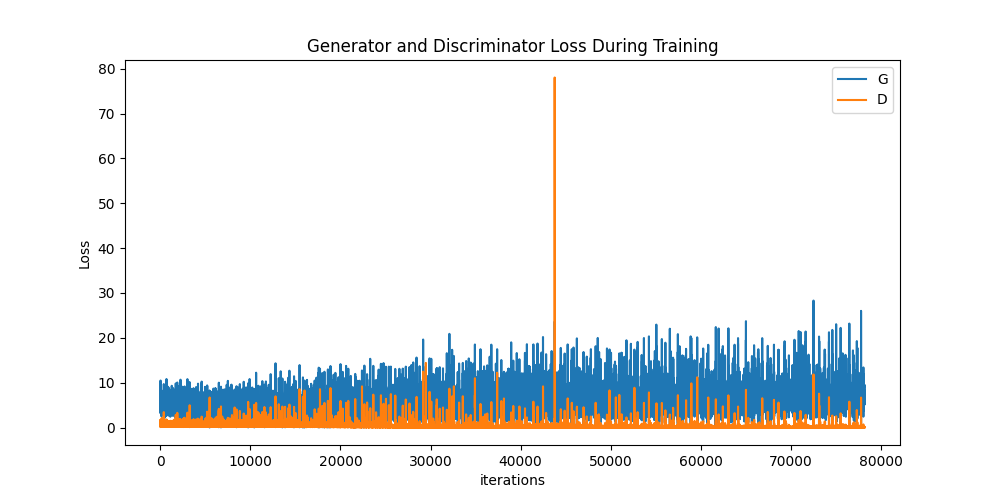 Generator and Discriminator Loss During Training
80
70
60
50
40
30
20
10
0
Loss
G
D
0 10000 20000 30000 40000 50000 60000 70000 80000
iterations